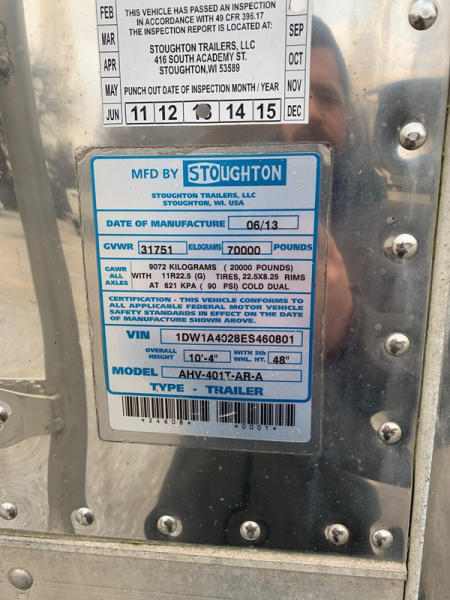 FEB
THIS VEHICLE HAS PASSED AN INSPECTION
IN ACCORDANCE WITH 49 CFR 396.17
THE INSPECTION REPORT IS LOCATED AT:
MAR
SEP
STOUGHTON TRAILERS, LLC
416 SOUTH ACADEMY ST.
STOUGHTON, WI 53589
APR
OCT
MAY
PUNCH OUT DATE OF INSPECTION MONTH / YEAR
NOV
JUN 11 12 14 15 DEC
MFD BY STOUGHTON
STOUGHTON TRAILERS, LLC
STOUGHTON, WI. USA
DATE OF MANUFACTURE 06/13
GVWR 31751 KILOGRAMS 70000 POUNDS
GAWR
ALL
AXLES
9072 KILOGRAMS ( 20000 POUNDS)
WITH 11R22.5 (G) TIRES, 22.5X8.25 RIMS
AT 621 KPA ( 90 PSI) COLD DUAL
CERTIFICATION - THIS VEHICLE CONFORMS TO
ALL APPLICABLE FEDERAL MOTOR VEHICLE
SAFETY STANDARDS IN EFFECT ON THE DATE
OF MANUFACTURE SHOWN ABOVE.
VIN 1DW1A4028ES460801
OVERALL
HEIGHT 10'-4" WITH 5th
WHL. HT. 48"
MODEL AHV-401T-AR-A
TYPE - TRAILER
*24608* *0001*